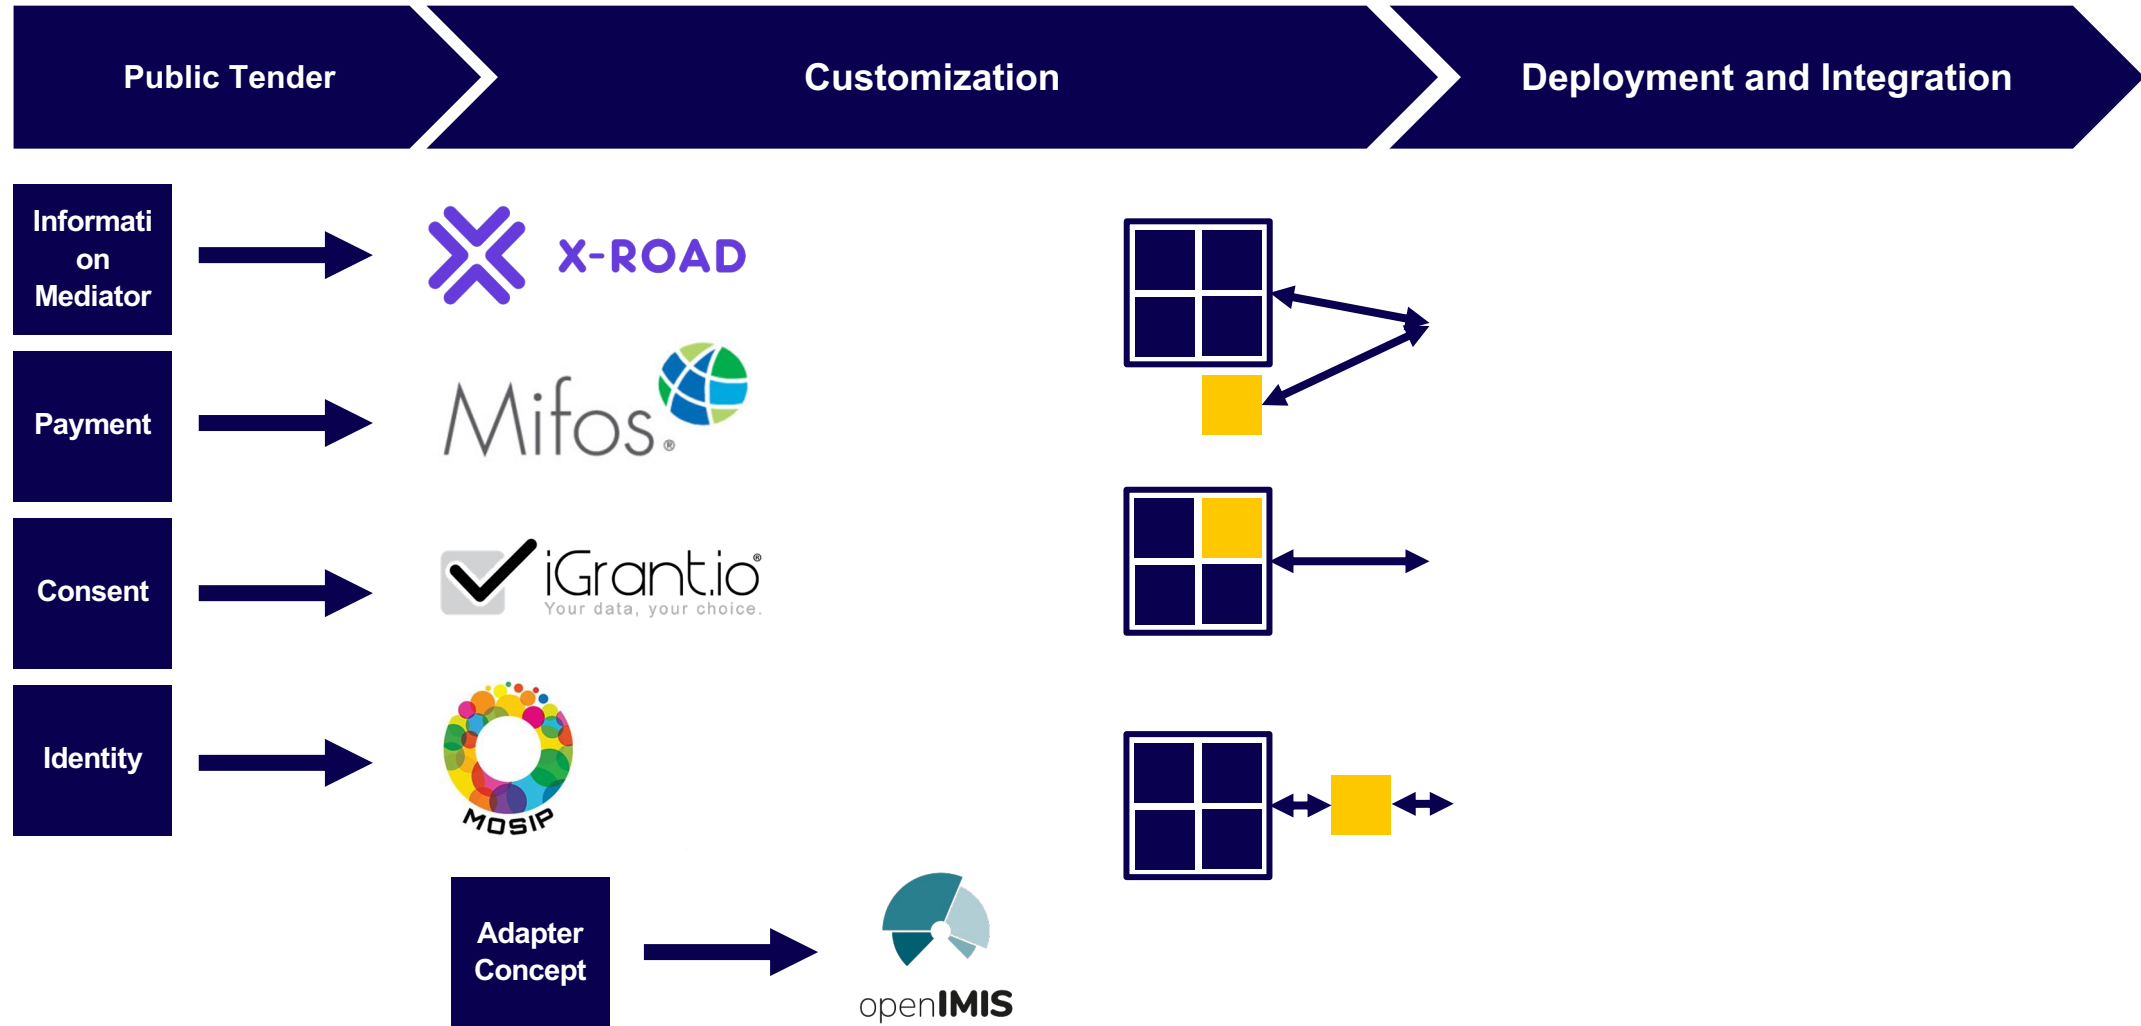 Public Tender
Customization
Deployment and Integration
Informati
on
Mediator
X-ROAD
Payment
Mifos®
Consent
iGrant.io®
Your data, your choice.
Identity
MOSIP
Adapter
Concept
openIMIS